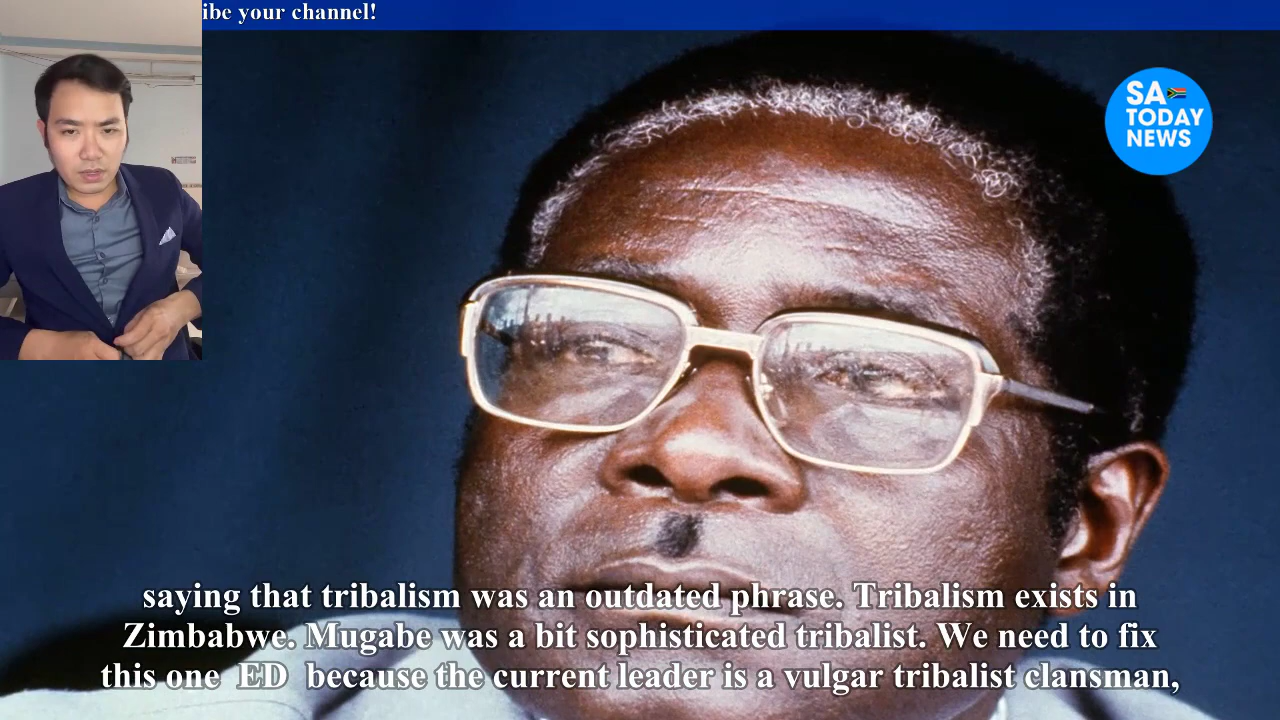 ibe your channel!
SA
TODAY
NEWS
saying that tribalism was an outdated phrase. Tribalism exists in
Zimbabwe. Mugabe was a bit sophisticated tribalist. We need to fix
this one ED because the current leader is a vulgar tribalist clansman,